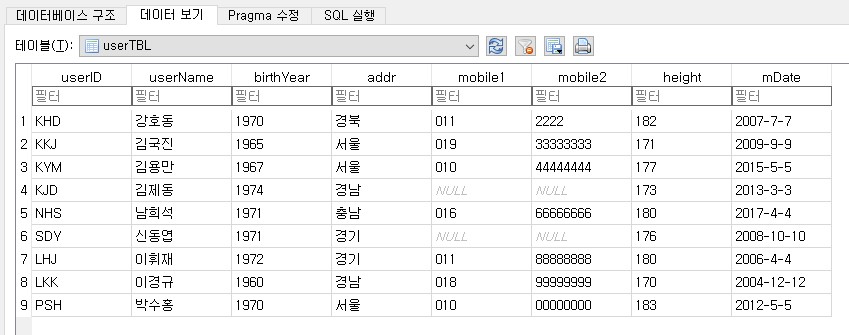 데이터베이스 구조 데이터 보기 Pragma 수정 SQL 실행
테이블(T): userTBL
userID userName birthYear addr mobile1 mobile2 height mDate
필터 필터 필터 필터 필터 필터 필터 필터
1 KHD 강호동 1970 경북 011 2222 182 2007-7-7
2 KKJ 김국진 1965 서울 019 33333333 171 2009-9-9
3 KYM 김용만 1967 서울 010 44444444 177 2015-5-5
4 KJD 김제동 1974 경남 NULL NULL 173 2013-3-3
5 NHS 남희석 1971 충남 016 66666666 180 2017-4-4
6 SDY 신동엽 1971 경기 NULL NULL 176 2008-10-10
7 LHJ 이휘재 1972 경기 011 88888888 180 2006-4-4
8 LKK 이경규 1960 경남 018 99999999 170 2004-12-12
9 PSH 박수홍 1970 서울 010 00000000 183 2012-5-5